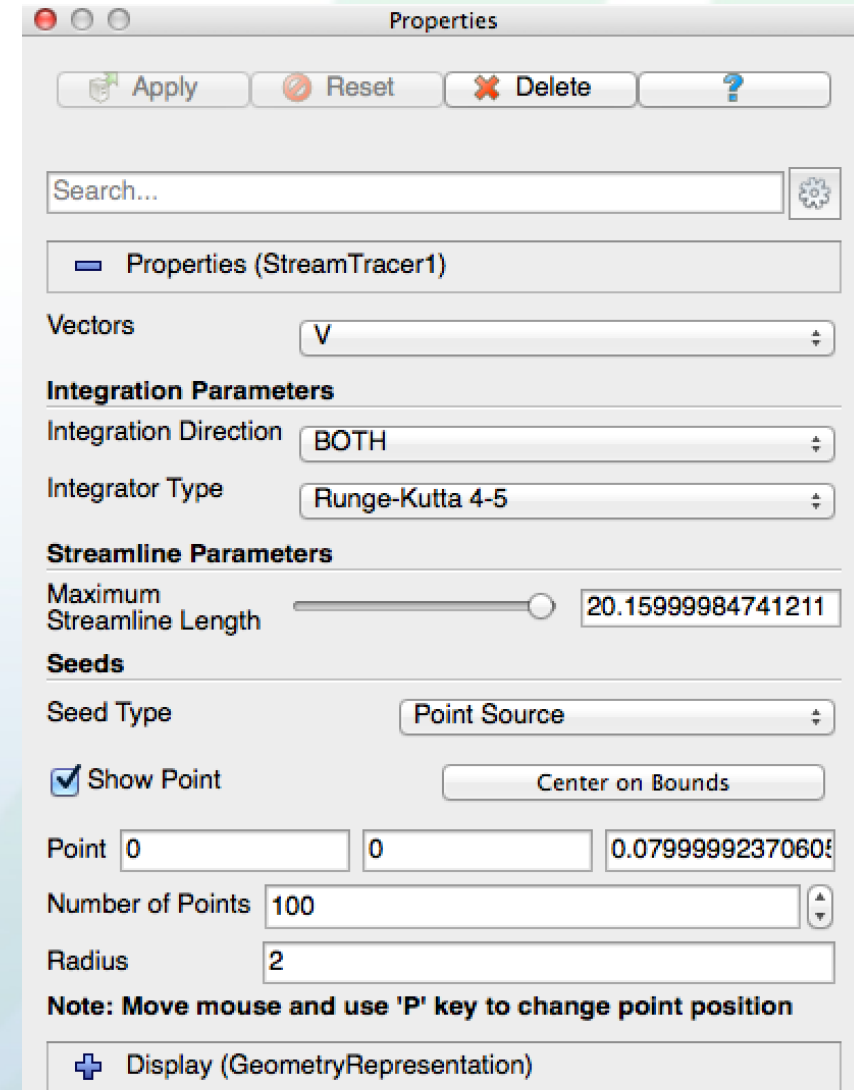 Properties
Apply Reset Delete ?
Search...
Properties (StreamTracer1)
Vectors V
Integration Parameters
Integration Direction BOTH
Integrator Type Runge-Kutta 4-5
Streamline Parameters
Maximum
Streamline Length 20.15999984741211
Seeds
Seed Type Point Source
Show Point Center on Bounds
Point 0 0 0.0799999237060
Number of Points 100
Radius 2
Note: Move mouse and use 'P' key to change point position
Display (GeometryRepresentation)